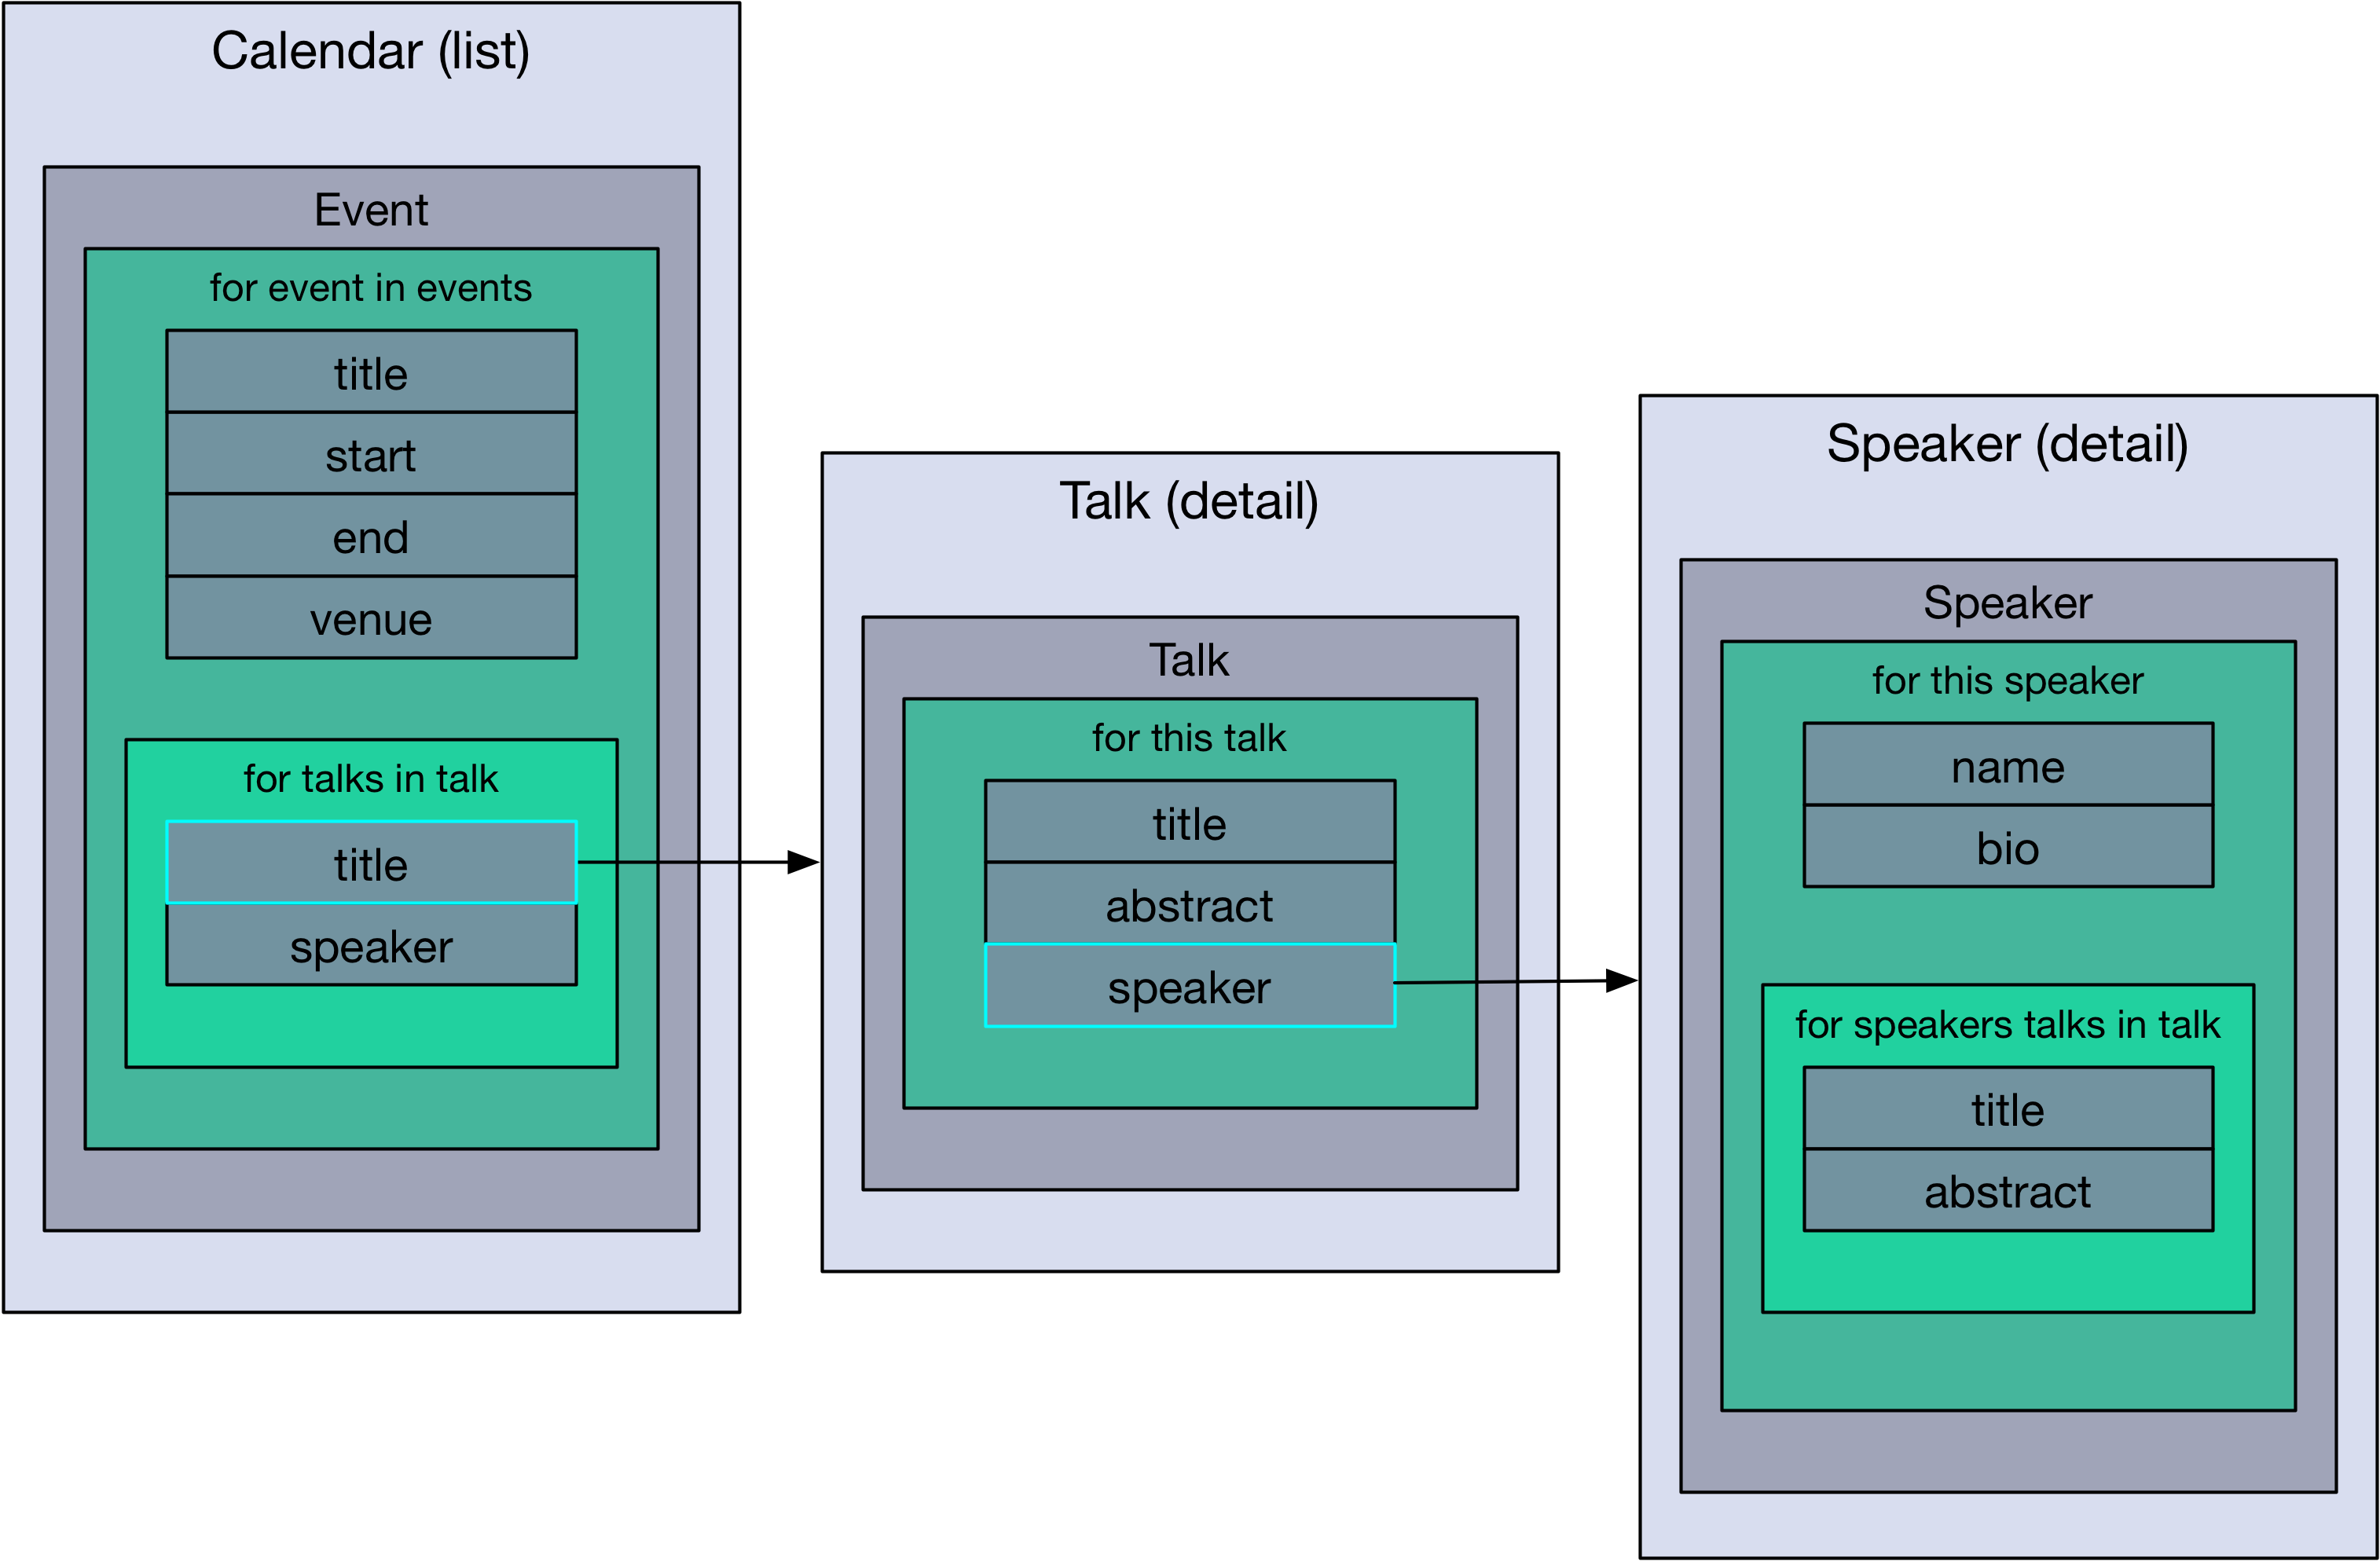 Calendar (list)
Event
for event in events
title
start
end
venue
for talks in talk
title
speaker
Talk (detail)
Talk
for this talk
title
abstract
speaker
Speaker (detail)
Speaker
for this speaker
name
bio
for speakers talks in talk
title
abstract